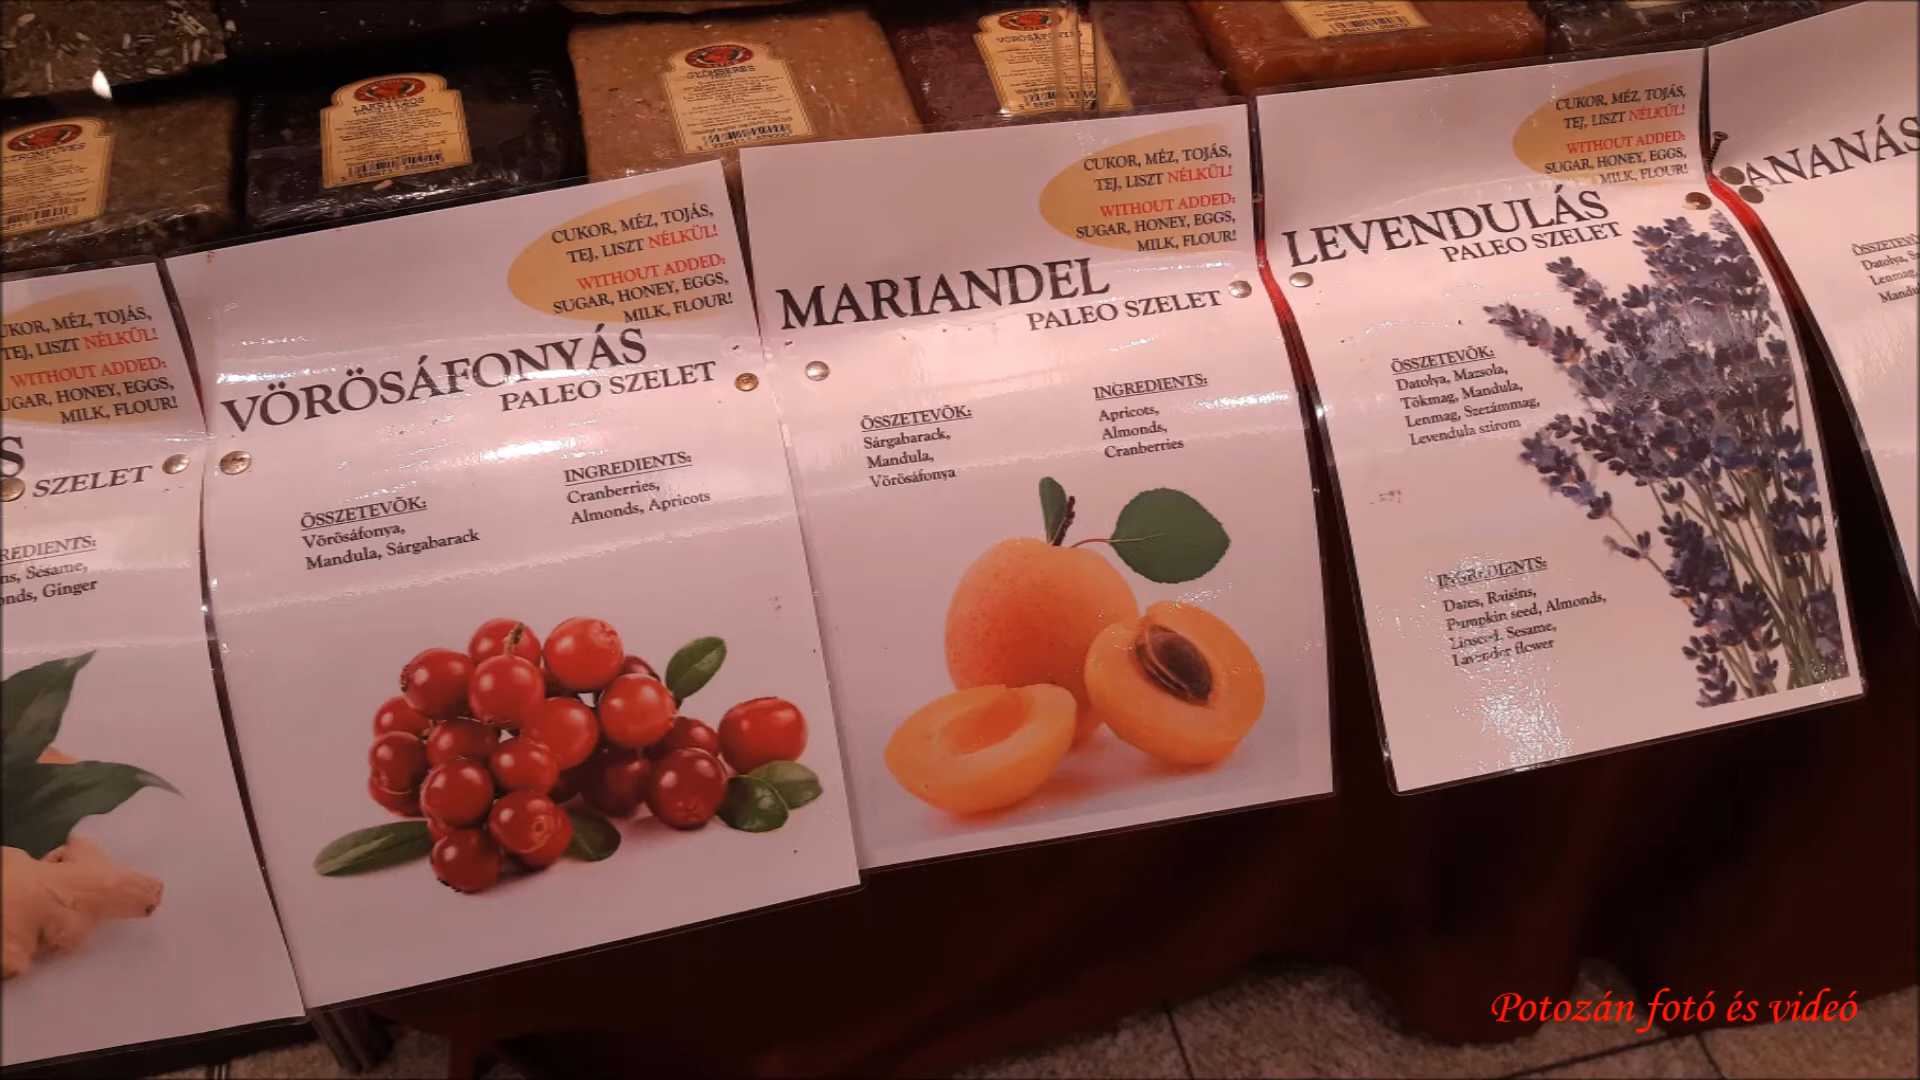 LAKRITZOS
GYÖMBÉRES
CUKOR, MÉZ, TOJÁS,
TEJ, LISZT NÉLKÜL!
WITHOUT ADDED:
SUGAR, HONEY, EGGS,
MILK, FLOUR!
S
SZELET
REDIENTS:
Sesame,
Ginger
CUKOR, MÉZ, TOJÁS,
TEJ, LISZT NÉLKÜL!
WITHOUT ADDED:
SUGAR, HONEY, EGGS,
MILK, FLOUR!
VÖRÖSÁFONYÁS
PALEO SZELET
ÖSSZETEVŐK:
Vörösáfonya,
Mandula, Sárgabarack
INGREDIENTS:
Cranberries,
Almonds, Apricots
CUKOR, MÉZ, TOJÁS,
TEJ, LISZT NÉLKÜL!
WITHOUT ADDED:
SUGAR, HONEY, EGGS,
MILK, FLOUR!
MARIANDEL
PALEO SZELET
ÖSSZETEVŐK:
Sárgabarack,
Mandula,
Vörösáfonya
INGREDIENTS:
Apricots,
Almonds,
Cranberries
CUKOR, MÉZ, TOJÁS,
TEJ, LISZT NÉLKÜL!
WITHOUT ADDED:
SUGAR, HONEY, EGGS,
MILK, FLOUR!
LEVENDULÁS
PALEO SZELET
ÖSSZETEVŐK:
Datolya, Mazsola,
Tökmag, Mandula,
Lenmag, Szezámmag,
Levendula szirom
INGREDIENTS:
Dates, Raisins,
Pumpkin seed, Almonds,
Linseed, Sesame,
Lavender flower
ANANÁS
Datolya,
Potozán fotó és videó